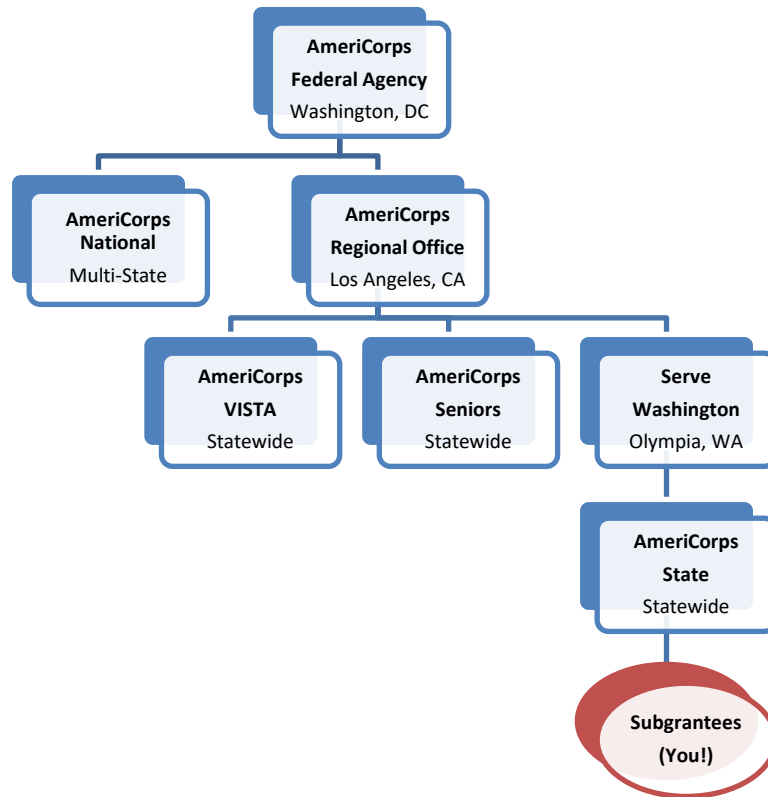 AmeriCorps
Federal Agency
Washington, DC
AmeriCorps
National
Multi-State
AmeriCorps
Regional Office
Los Angeles, CA
AmeriCorps
VISTA
Statewide
AmeriCorps
Seniors
Statewide
Serve
Washington
Olympia, WA
AmeriCorps
State
Statewide
Subgrantees
(You!)